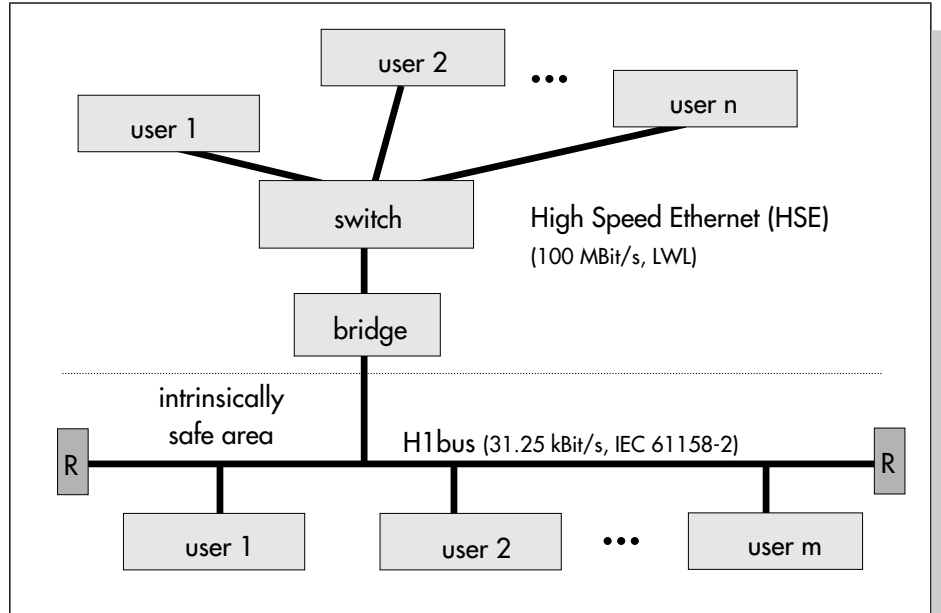 user 2
user n
user 1
switch
High Speed Ethernet (HSE)
(100 MBit/s, LWL)
bridge
intrinsically
safe area
H1bus (31.25 kBit/s, IEC 61158-2)
R
R
user 1
user 2
user m